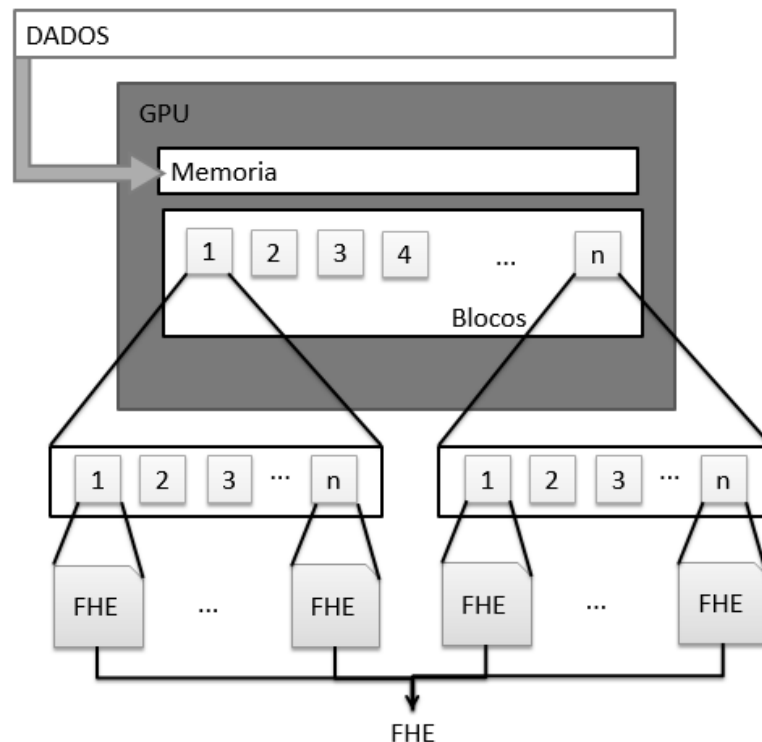 DADOS
GPU
Memoria
1 2 3 4 ... n
Blocos
1 2 3 ... n 1 2 3 ... n
FHE ... FHE FHE ... FHE
FHE